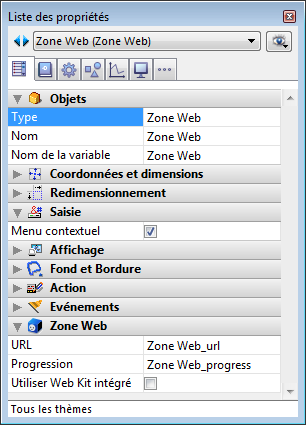 Liste des propriétés
Zone Web (Zone Web)
Objets
Type Zone Web
Nom Zone Web
Nom de la variable Zone Web
Coordonnées et dimensions
Redimensionnement
Saisie
Menu contextuel
Affichage
Fond et Bordure
Action
Evénements
Zone Web
URL Zone Web_url
Progression Zone Web_progress
Utiliser Web Kit intégré
Tous les thèmes